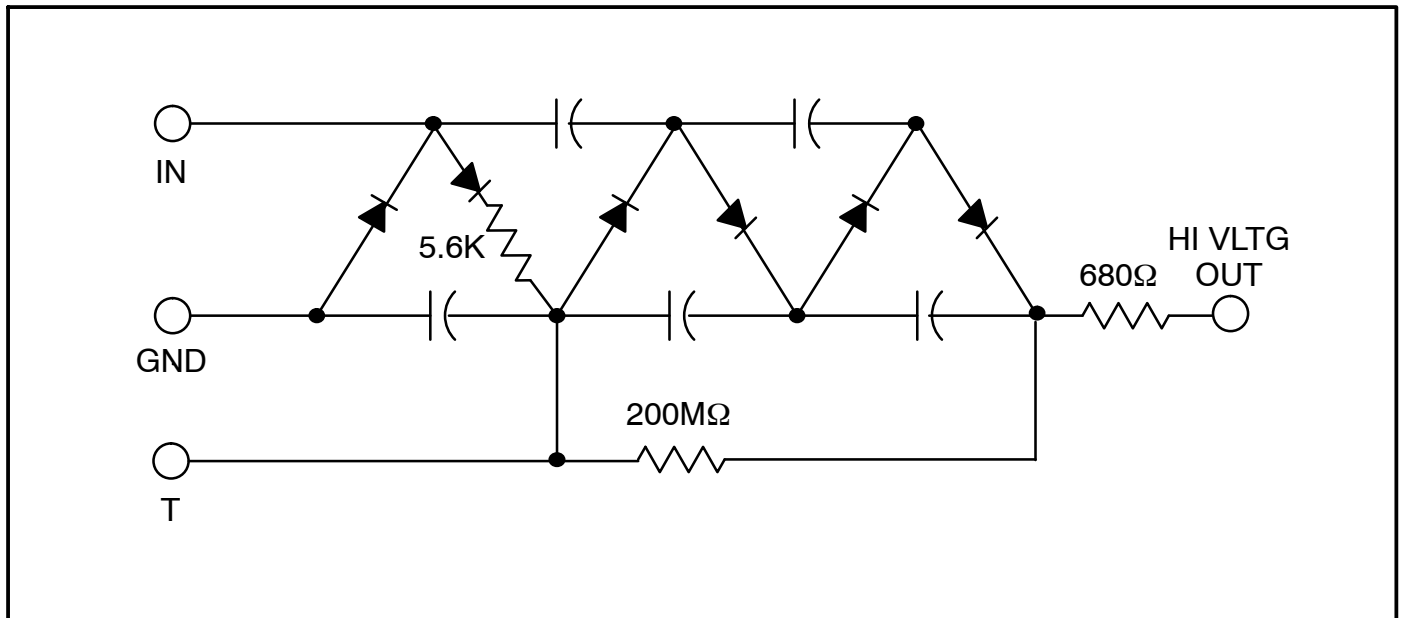 IN
5.6K
HI VLTG
OUT
680Ω
GND
200MΩ
T